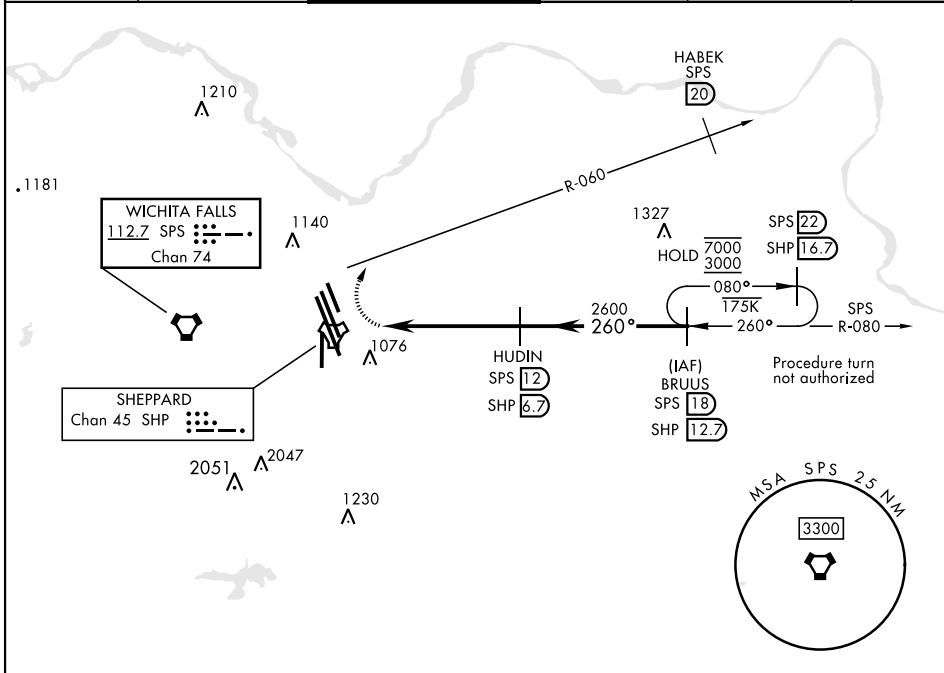 HABEK
SPS
20
1210
R-060
.1181
WICHITA FALLS
112.7 SPS
Chan 74
1140
1327
HOLD 7000
3000
SPS 22
SHP 16.7
080°
175K
260°
SPS
R-080
2600
260°
1076
HUDIN
SPS 12
SHP 6.7
(IAF)
BRUUS
SPS 18
SHP 12.7
Procedure turn
not authorized
SHEPPARD
Chan 45 SHP
2051
2047
1230
MSA SPS 25 NM
3300